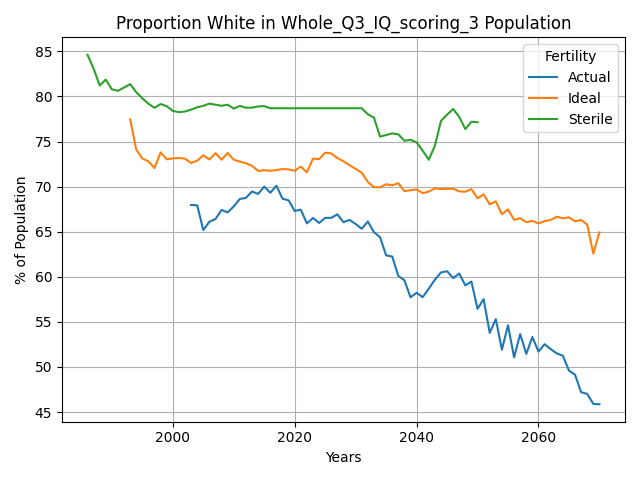 Proportion White in Whole_Q3_IQ_scoring_3 Population
Fertility
Actual
Ideal
Sterile
% of Population
85
80
75
70
65
60
55
50
45
2000
2020
2040
2060
Years